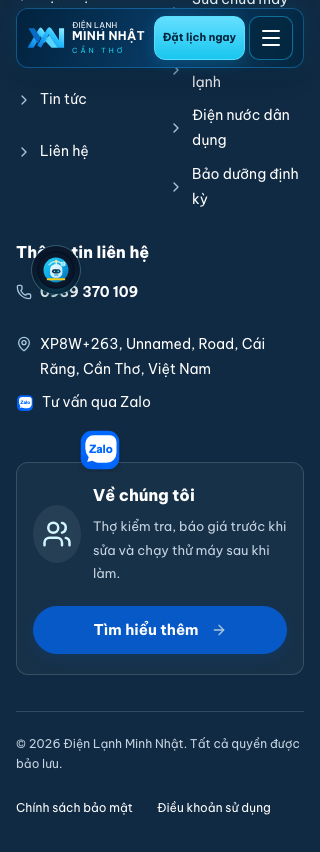 ĐIỆN LẠNH
MINH NHẬT
CẦN THƠ
Đặt lịch ngay
lạnh
Tin tức
Điện nước dân
dụng
Liên hệ
Bảo dưỡng định
kỳ
tin liên hệ
370 109
XP8W+263, Unnamed, Road, Cái
Răng, Cần Thơ, Việt Nam
Zalo
Tư vấn qua Zalo
Zalo
Về chúng tôi
Thợ kiểm tra, báo giá trước khi
sửa và chạy thử máy sau khi
làm.
Tìm hiểu thêm
© 2026 Điện Lạnh Minh Nhật. Tất cả quyền được
bảo lưu.
Chính sách bảo mật
Điều khoản sử dụng